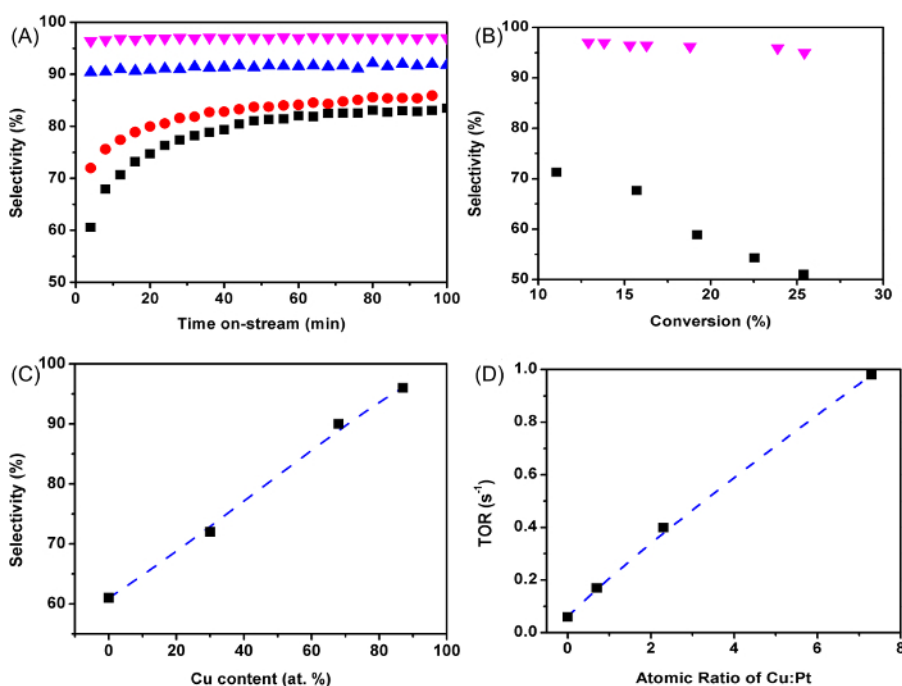 (A)
100
90
80
70
60
50
Selectivity (%)
0 20 40 60 80 100
Time on-stream (min)
(B)
100
90
80
70
60
50
Selectivity (%)
10 15 20 25 30
Conversion (%)
(C)
100
90
80
70
60
Selectivity (%)
0 20 40 60 80 100
Cu content (at. %)
(D)
1.0
0.8
0.6
0.4
0.2
0.0
TOR (s⁻¹)
0 2 4 6 8
Atomic Ratio of Cu:Pt